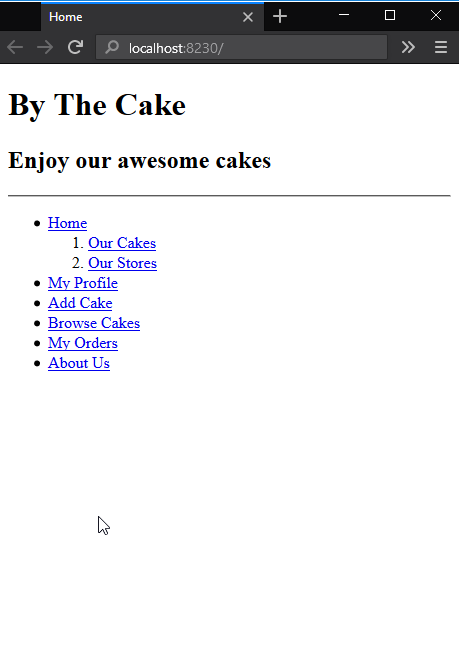 Home
localhost:8230/
By The Cake
Enjoy our awesome cakes
Home
1. Our Cakes
2. Our Stores
My Profile
Add Cake
Browse Cakes
My Orders
About Us